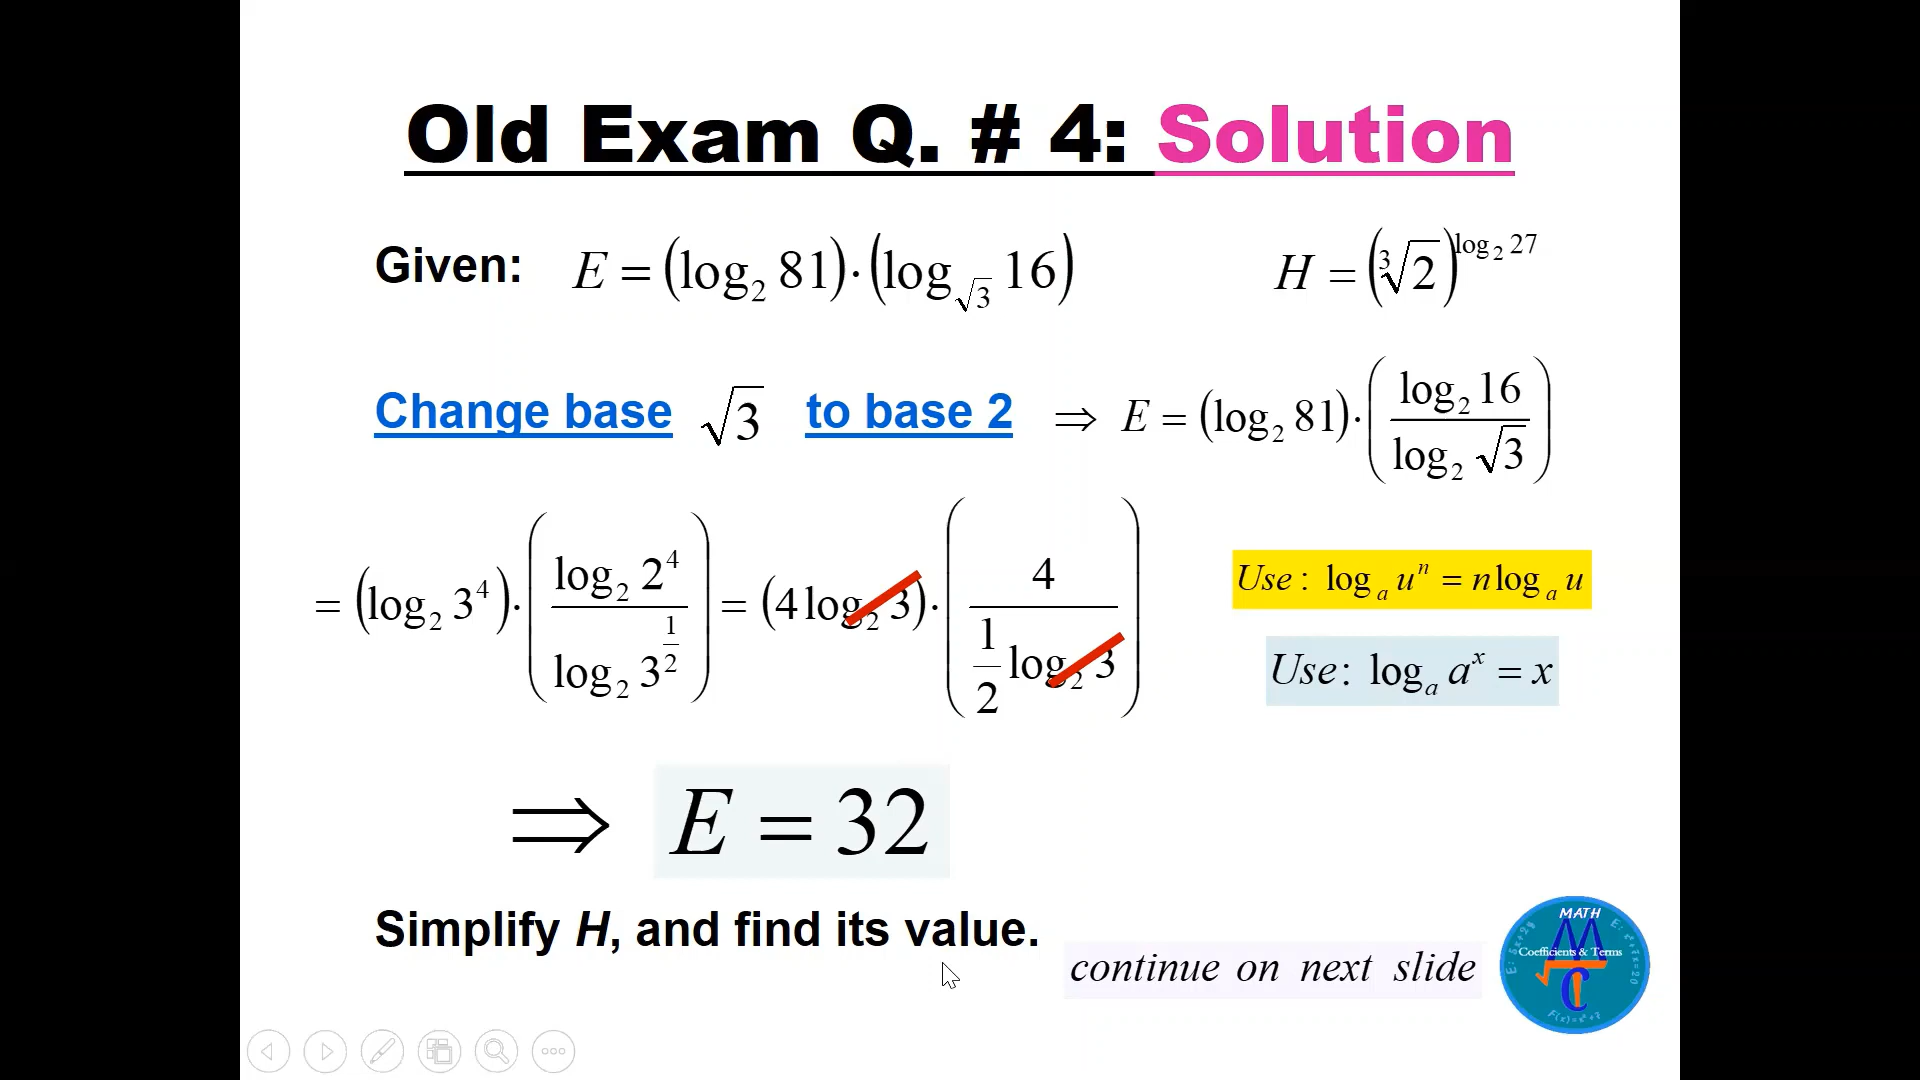 Old Exam Q. # 4: Solution
Given: E = (log₂ 81)·(log_√3 16) H = (∛2)^(log₂ 27)
Change base √3 to base 2 ⇒ E = (log₂ 81)·(log₂ 16 / log₂ √3)
= (log₂ 3⁴)·(log₂ 2⁴ / log₂ 3^(1/2)) = (4 log₂ 3)·(4 / (1/2 log₂ 3))
Use: logₐ uⁿ = n logₐ u
Use: logₐ aˣ = x
⇒ E = 32
Simplify H, and find its value.
continue on next slide
MATH
Coefficients & Terms